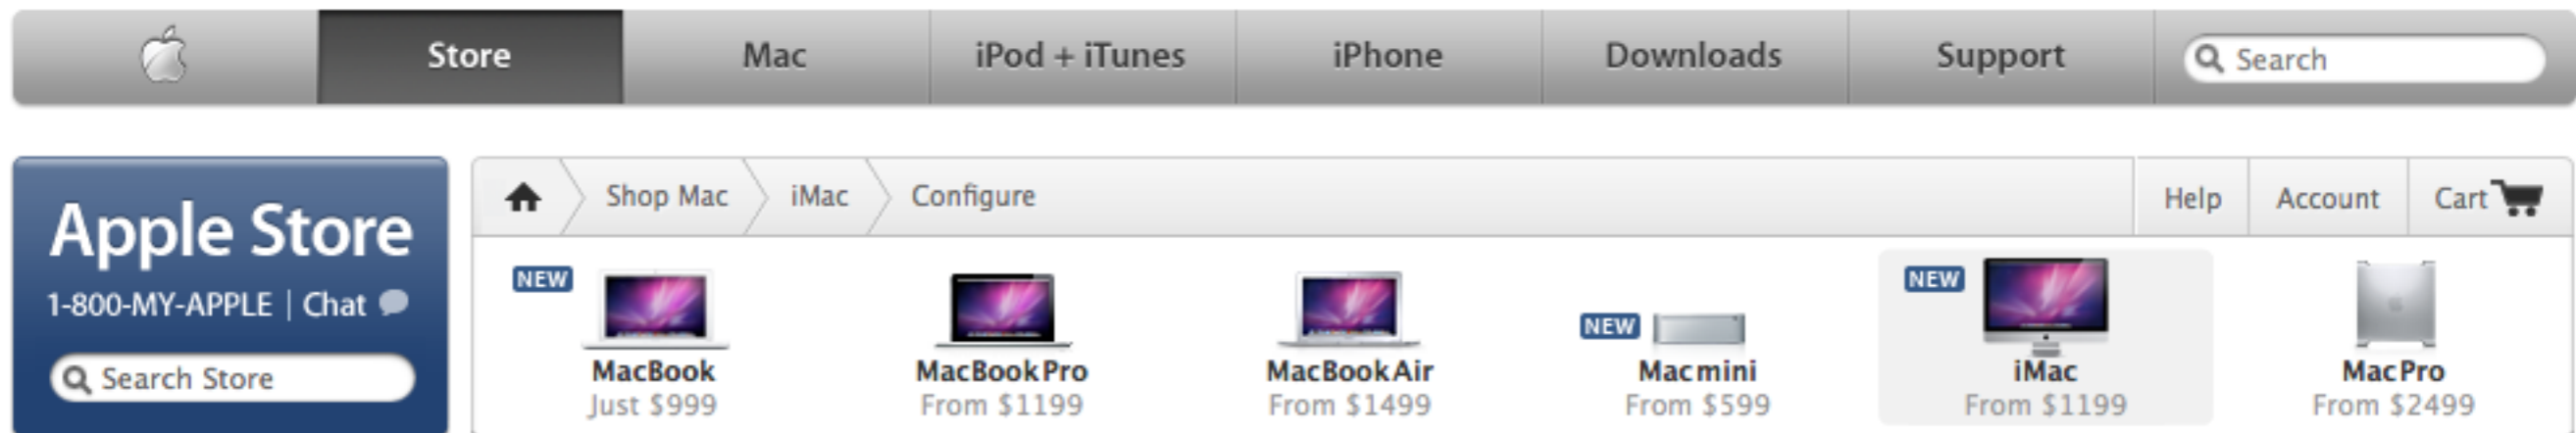 Store Mac iPod + iTunes iPhone Downloads Support Search
Apple Store
1-800-MY-APPLE | Chat
Search Store
Shop Mac iMac Configure Help Account Cart
NEW NEW NEW
MacBook MacBook Pro MacBook Air Mac mini iMac Mac Pro
Just $999 From $1199 From $1499 From $599 From $1199 From $2499